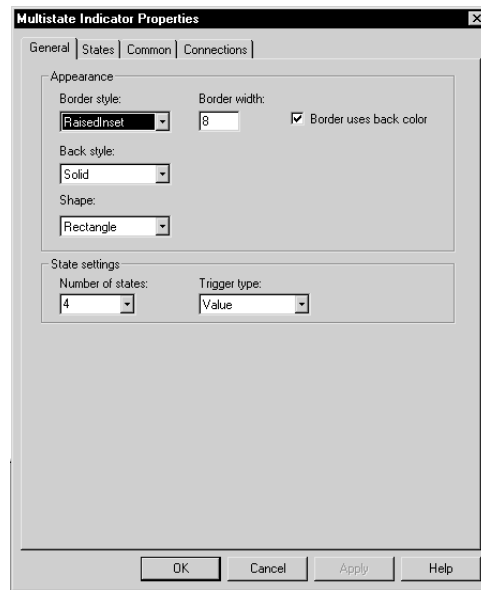 Multistate Indicator Properties
General States Common Connections
Appearance
Border style: Border width:
RaisedInset 8 Border uses back color
Back style:
Solid
Shape:
Rectangle
State settings
Number of states: Trigger type:
4 Value
OK Cancel Apply Help